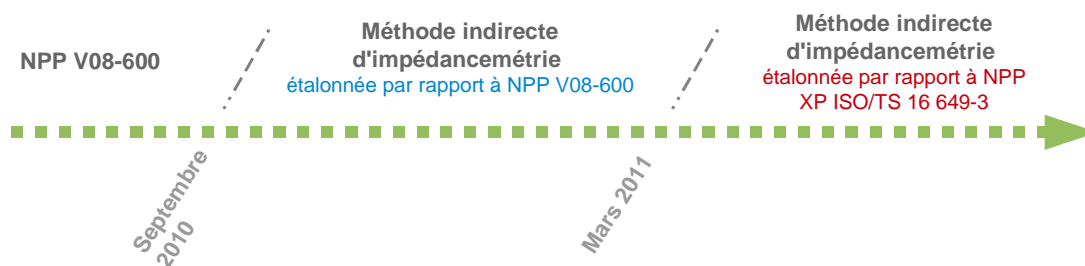 NPP V08-600
Méthode indirecte
d'impédancemétrie
étalonnée par rapport à NPP V08-600
Méthode indirecte
d'impédancemétrie
étalonnée par rapport à NPP
XP ISO/TS 16 649-3
Septembre
2010
Mars 2011